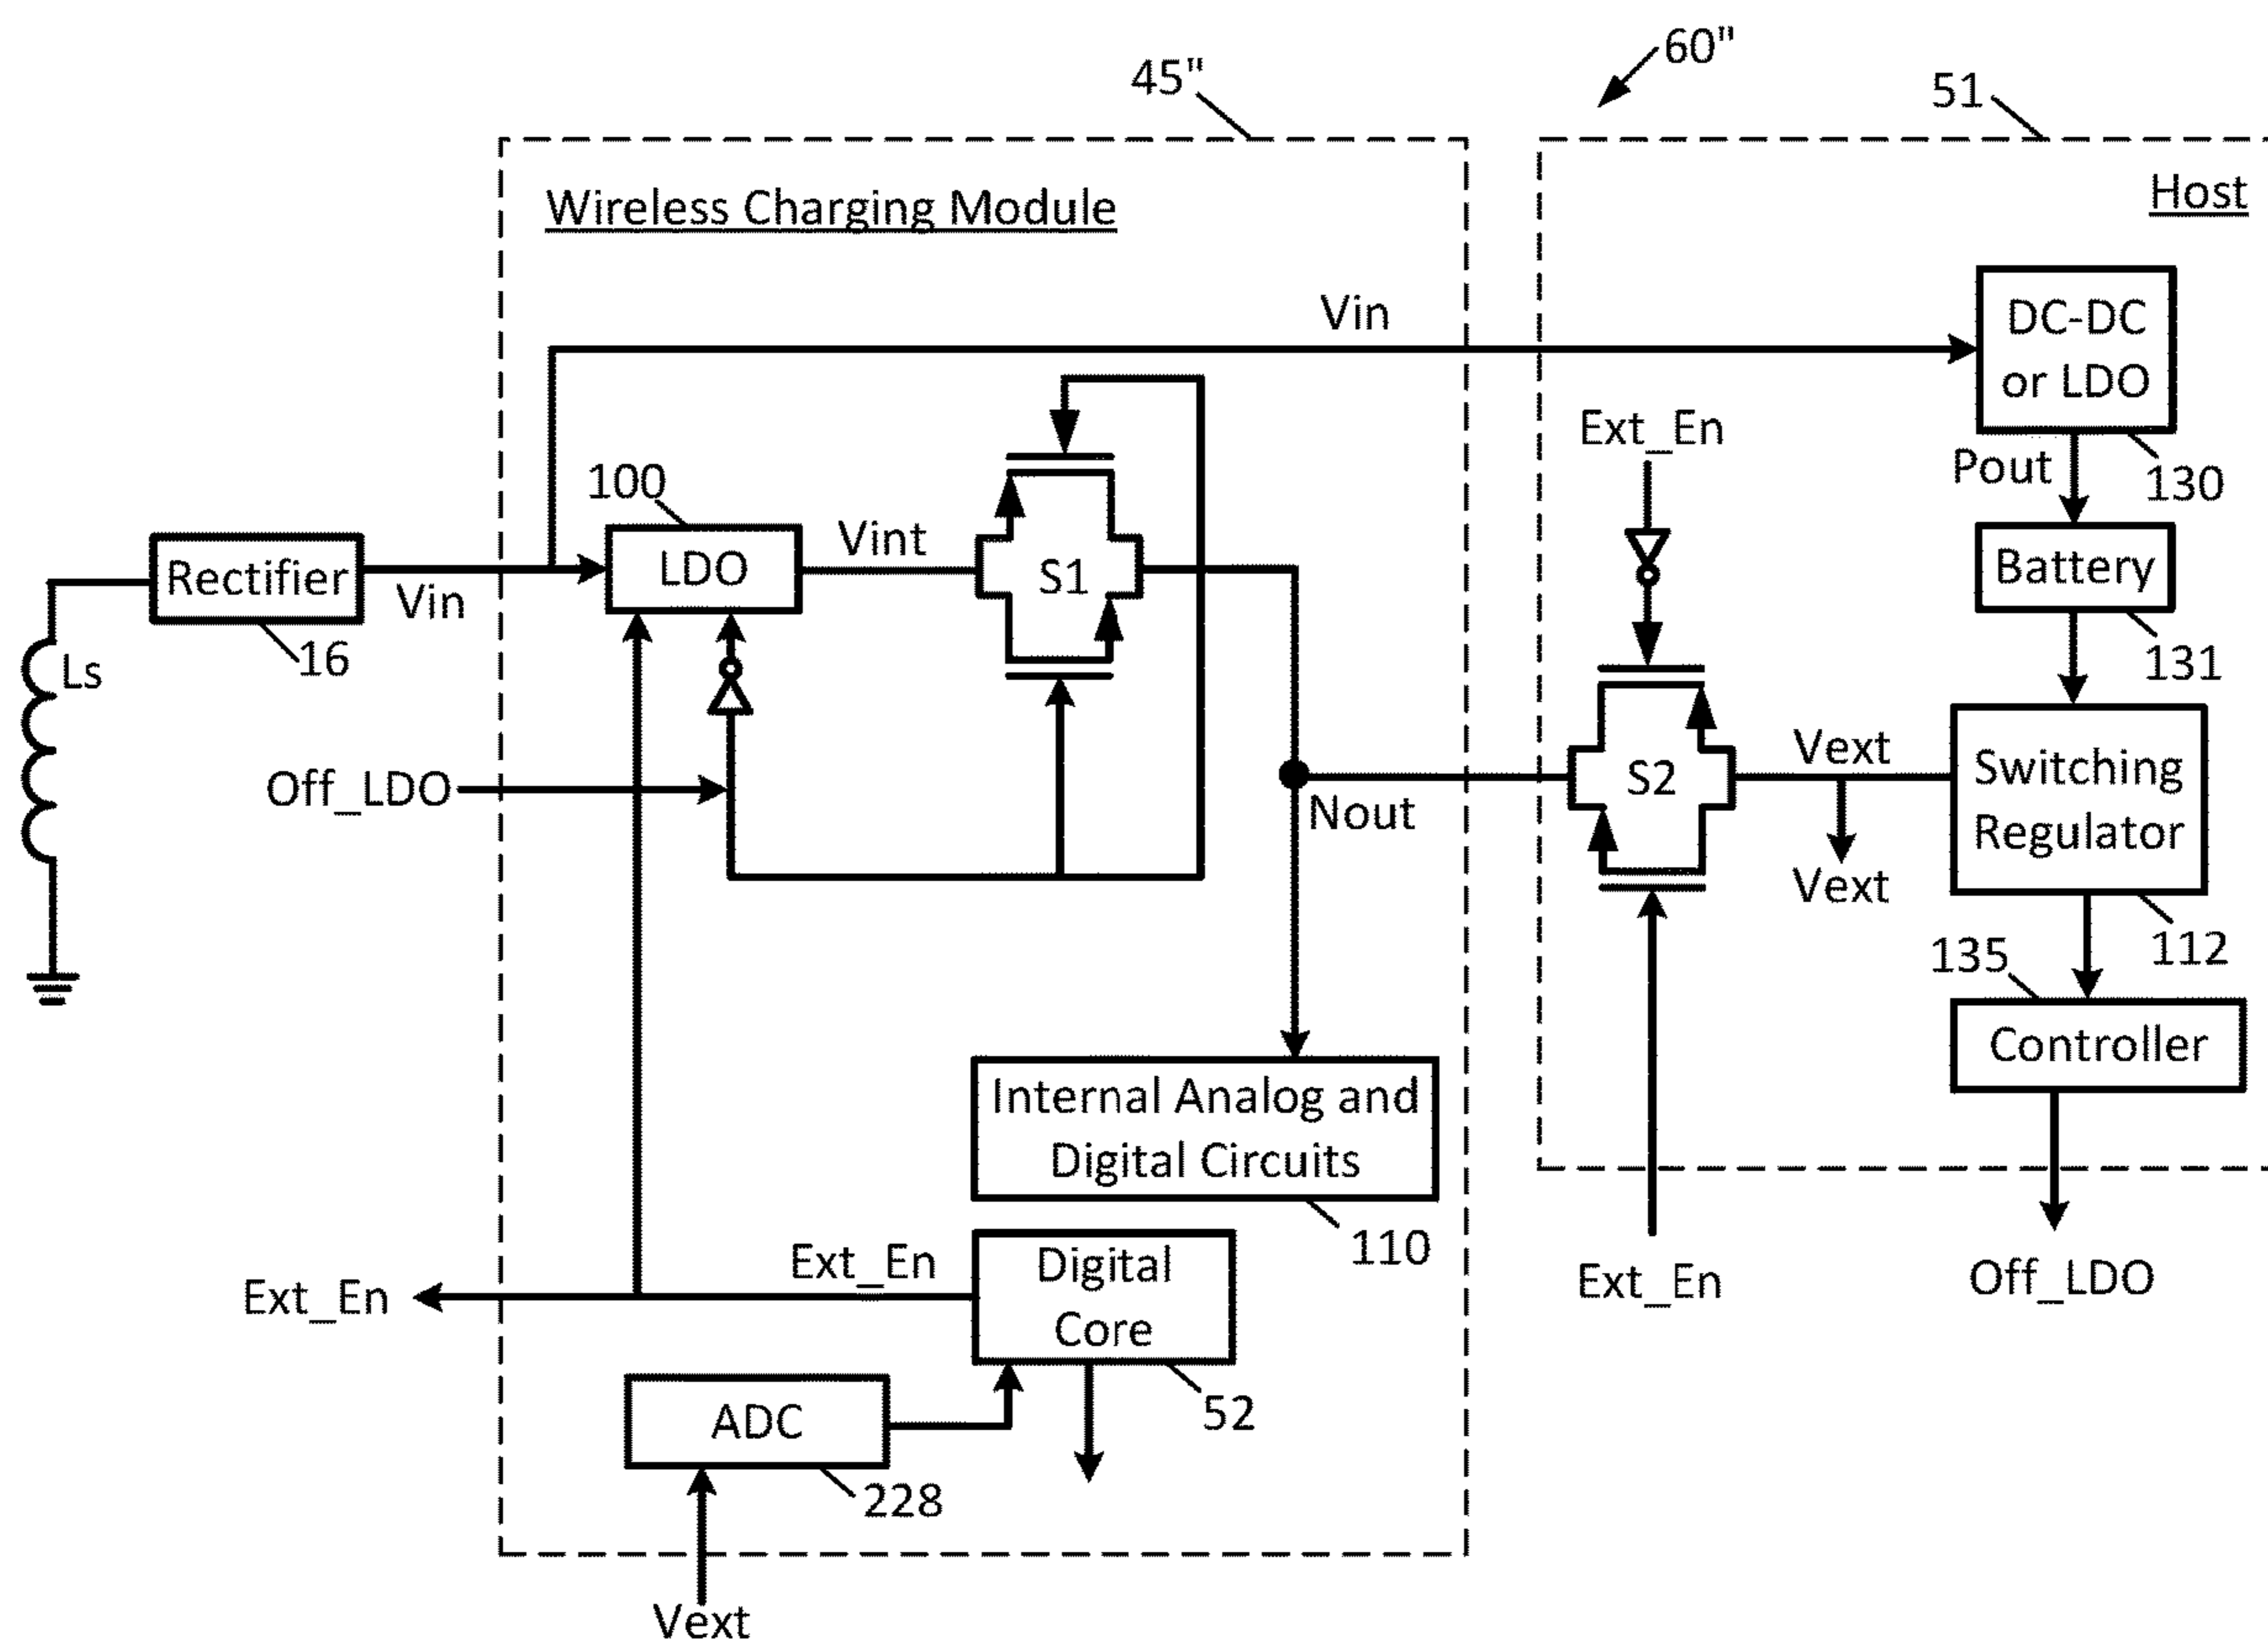 60"
45"
51
Wireless Charging Module
Host
Vin
DC-DC
or LDO
Ext_En
Pout
130
100
Vint
Rectifier
LDO
S1
Battery
Vin
16
Ls
131
Off_LDO
Nout
S2
Vext
Switching
Regulator
Vext
135
112
Controller
Internal Analog and
Digital Circuits
110
Ext_En
Ext_En
Digital
Core
Ext_En
Off_LDO
ADC
52
228
Vext